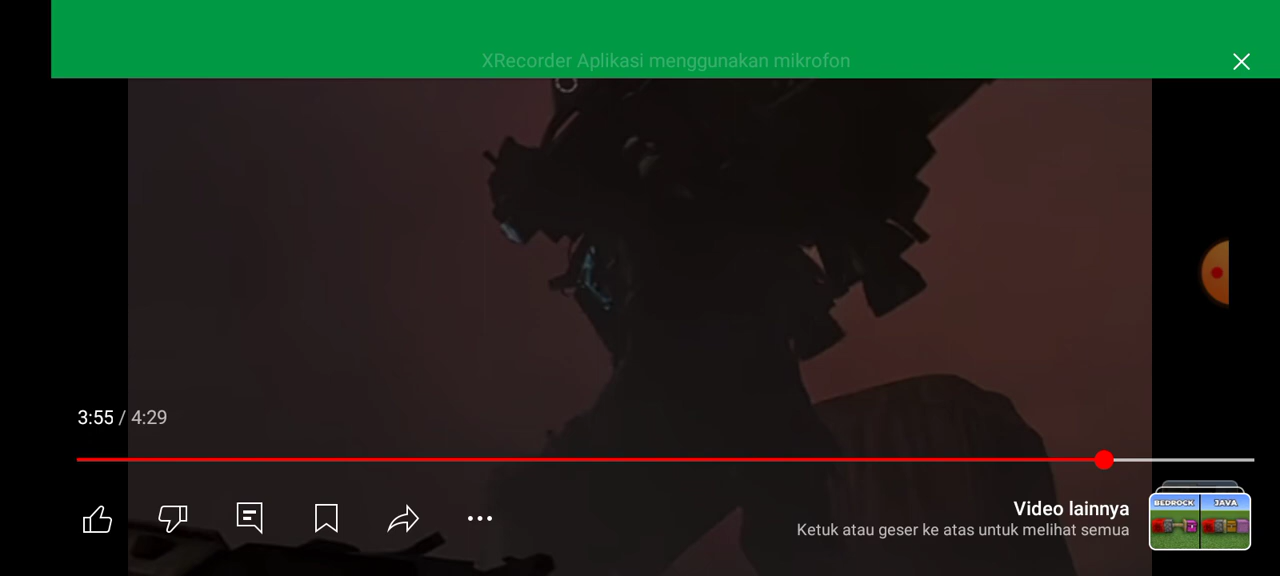 XRecorder Aplikasi menggunakan mikrofon
3:55 / 4:29
Video lainnya
Ketuk atau geser ke atas untuk melihat semua
BEDROCK JAVA